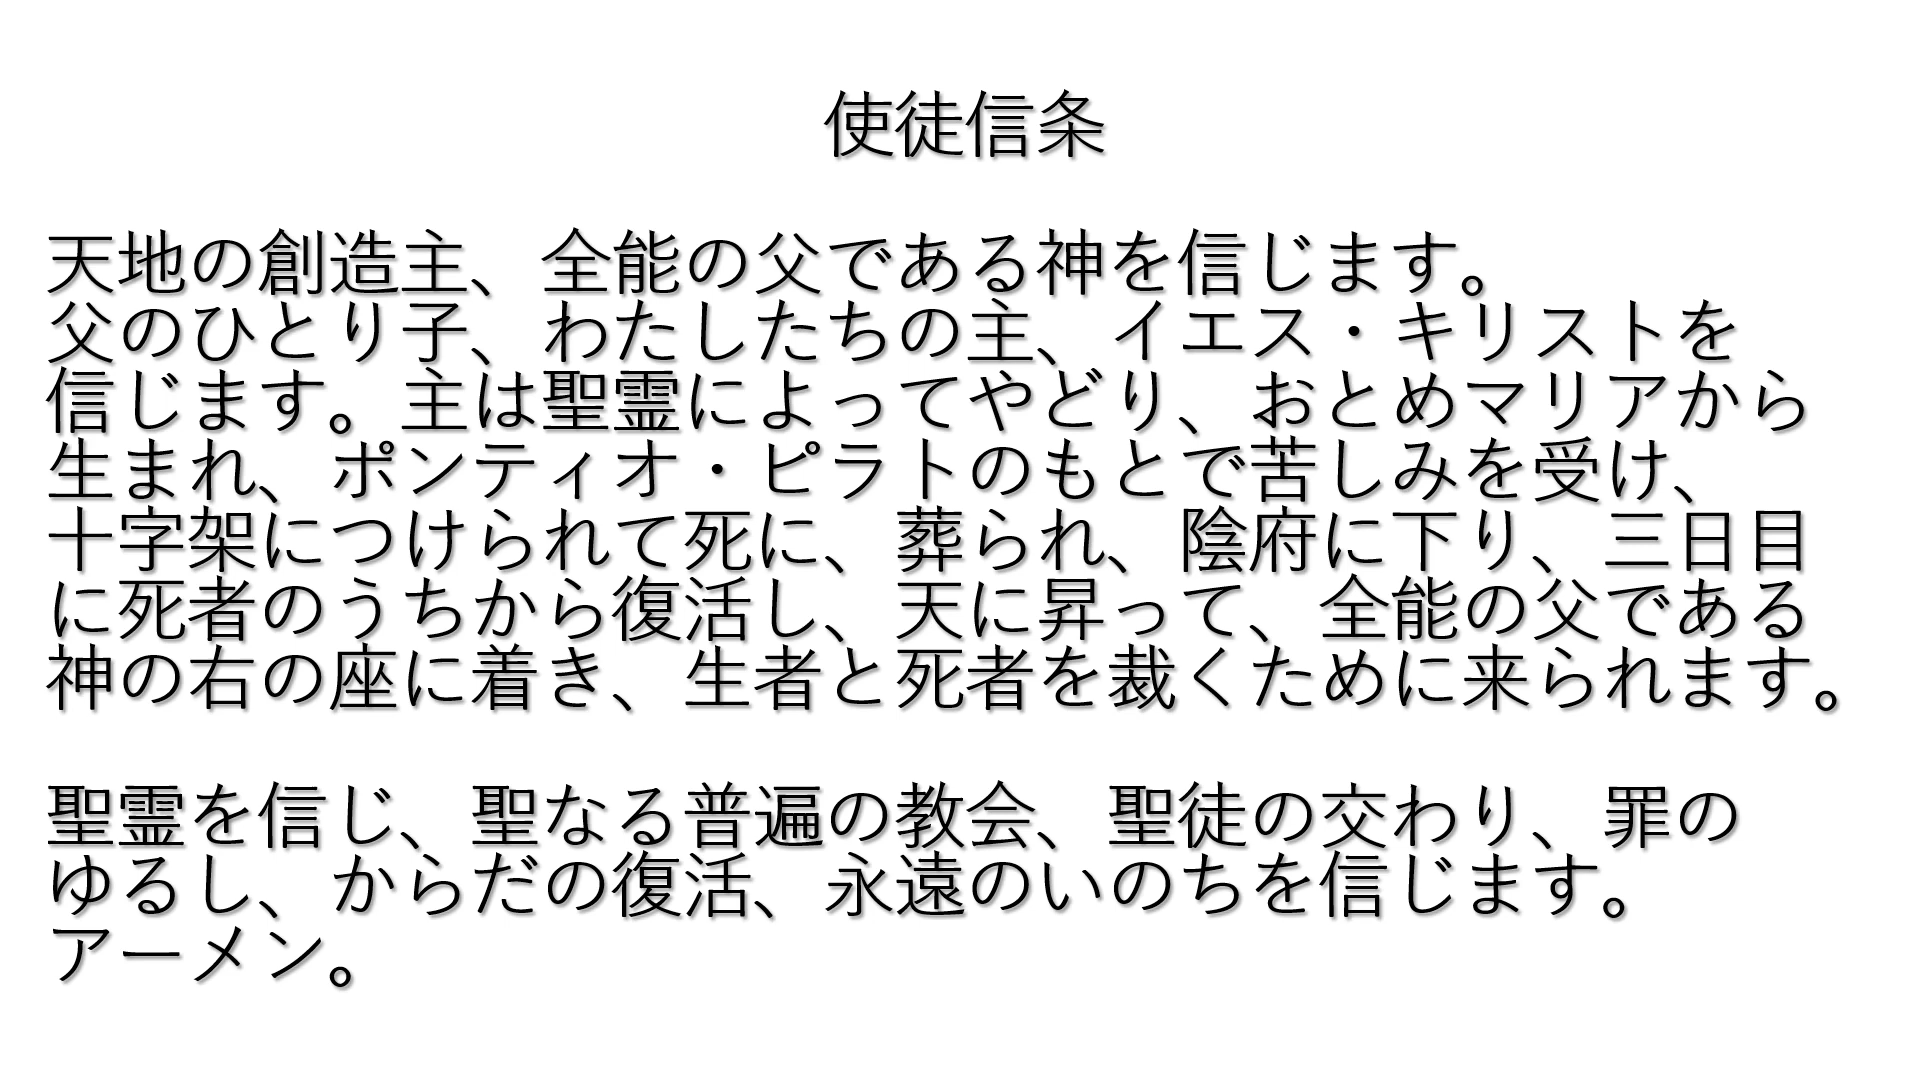 使徒信条
天地の創造主、全能の父である神を信じます。
父のひとり子、わたしたちの主、イエス・キリストを
信じます。主は聖霊によってやどり、おとめマリアから
生まれ、ポンティオ・ピラトのもとで苦しみを受け、
十字架につけられて死に、葬られ、陰府に下り、三日目
に死者のうちから復活し、天に昇って、全能の父である
神の右の座に着き、生者と死者を裁くために来られます。
聖霊を信じ、聖なる普遍の教会、聖徒の交わり、罪の
ゆるし、からだの復活、永遠のいのちを信じます。
アーメン。